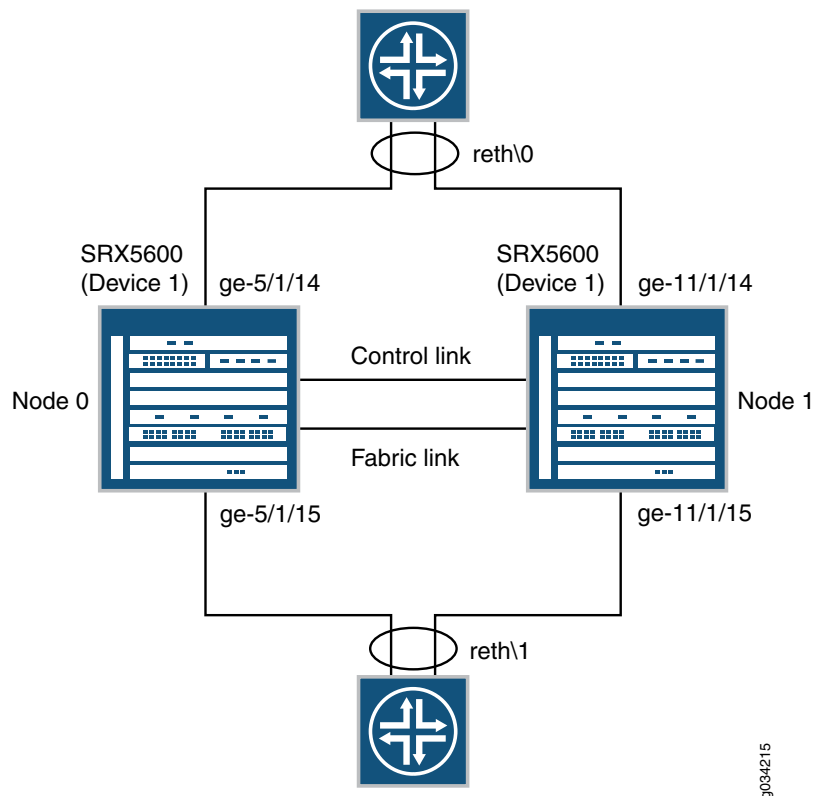 reth\0
SRX5600
(Device 1)
ge-5/1/14
SRX5600
(Device 1)
ge-11/1/14
Control link
Node 0
Node 1
Fabric link
ge-5/1/15
ge-11/1/15
reth\1
g034215